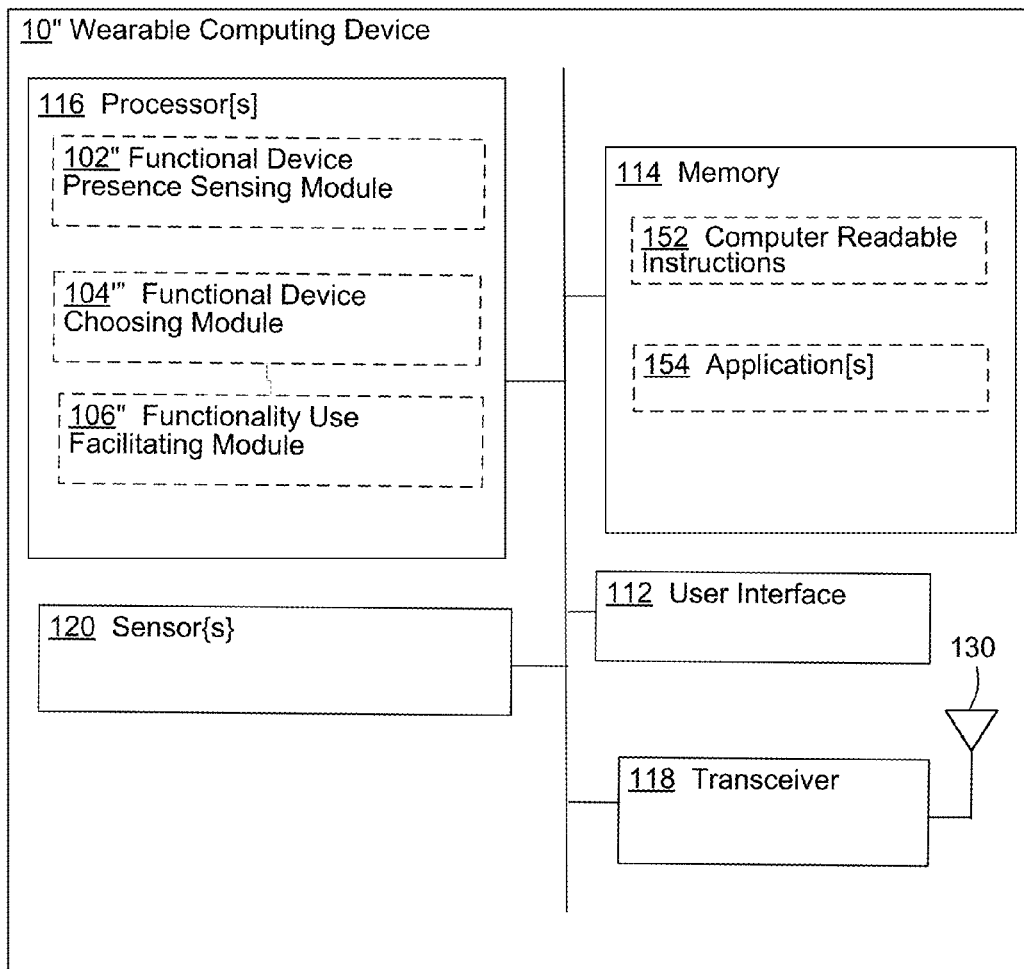 10" Wearable Computing Device
116 Processor[s]
102" Functional Device
Presence Sensing Module
104'" Functional Device
Choosing Module
106" Functionality Use
Facilitating Module
120 Sensor{s}
114 Memory
152 Computer Readable
Instructions
154 Application[s]
112 User Interface
130
118 Transceiver